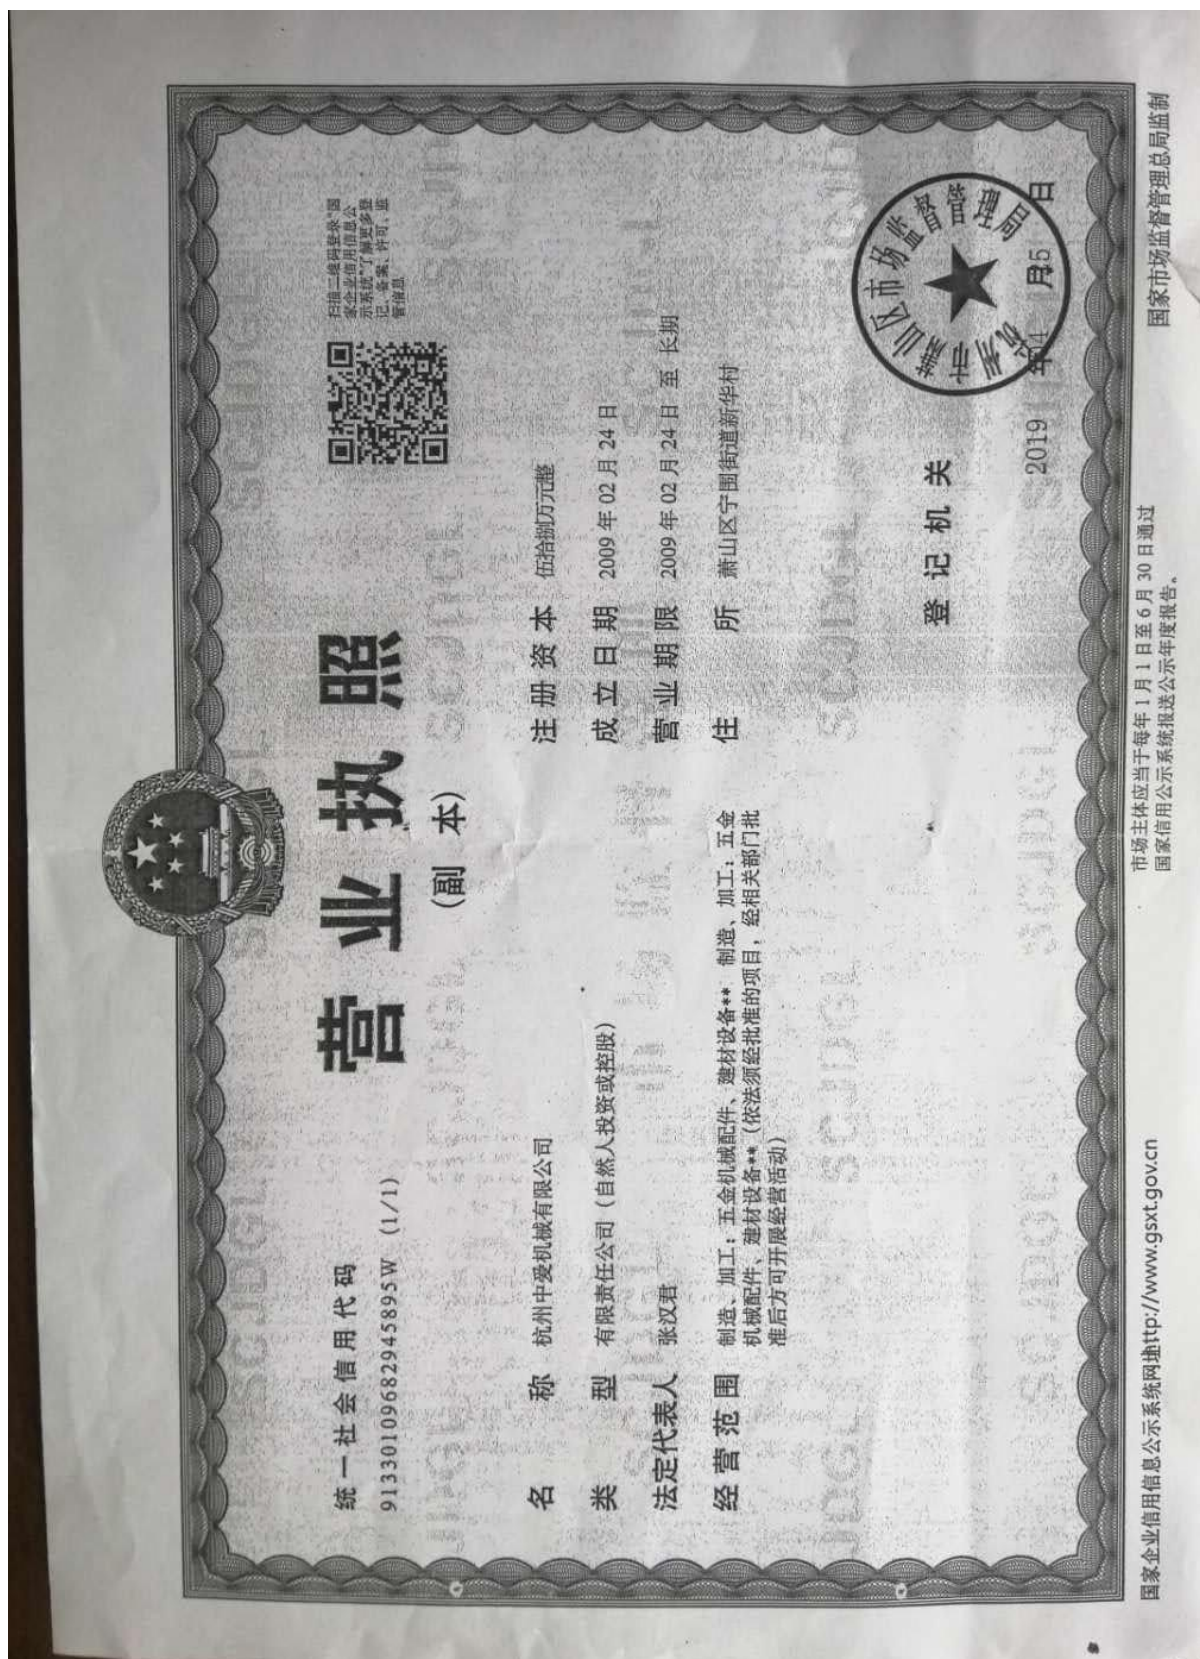 统一社会信用代码
91330109682945895W (1/1)
营业执照
(副 本)
扫描二维码登录“国
家企业信用信息公
示系统”了解更多登
记、备案、许可、监
管信息
名 称 杭州中爱机械有限公司
类 型 有限责任公司（自然人投资或控股）
法定代表人 张汉君
经营范围 制造、加工：五金机械配件、建材设备** 制造、加工：五金
机械配件、建材设备**（依法须经批准的项目，经相关部门批
准后方可开展经营活动）
注册资本 伍拾捌万元整
成立日期 2009年02月24日
营业期限 2009年02月24日至长期
住 所 萧山区宁围街道新华村
登记机关
杭州市萧山区市场监督管理局
2019 年04 月 日
国家企业信用信息公示系统网址http://www.gsxt.gov.cn
市场主体应当于每年1月1日至6月30日通过
国家信用公示系统报送公示年度报告。
国家市场监督管理总局监制